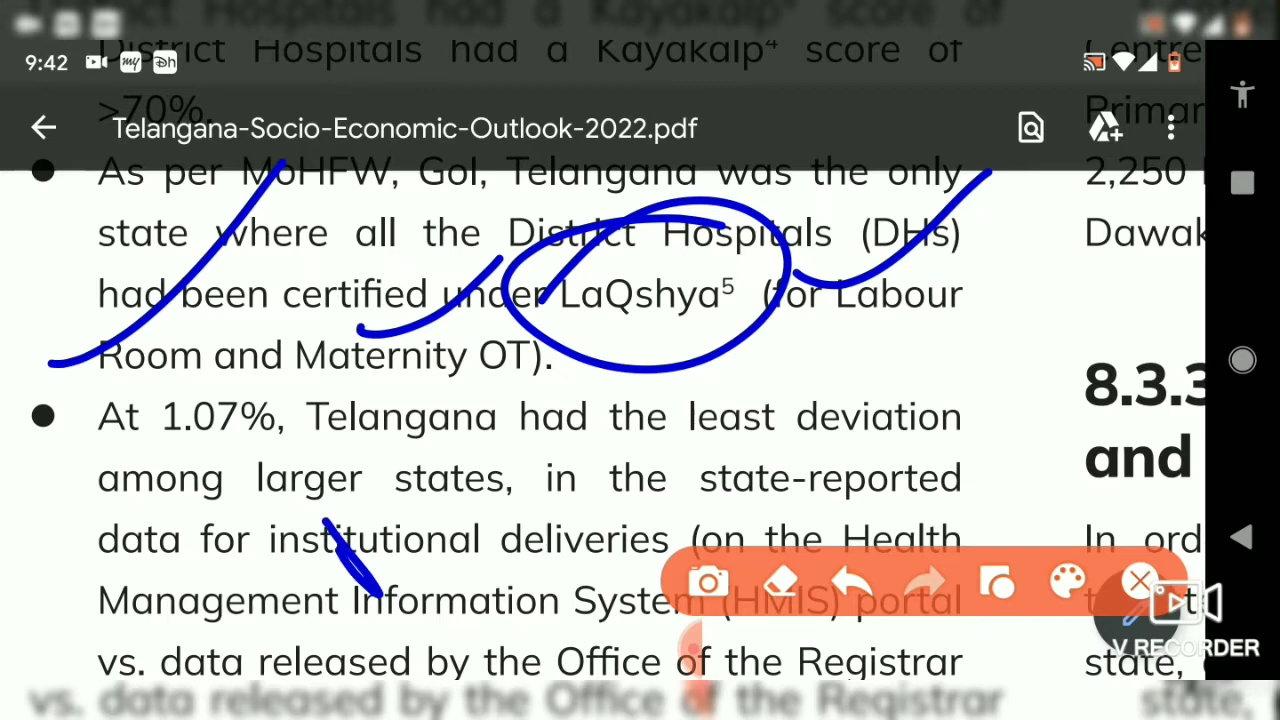 District Hospitals had a Kayakalp⁴ score of
9:42
>70%.
Telangana-Socio-Economic-Outlook-2022.pdf
As per MoHFW, GoI, Telangana was the only
state where all the District Hospitals (DHs)
had been certified under LaQshya⁵ (for Labour
Room and Maternity OT).
At 1.07%, Telangana had the least deviation
among larger states, in the state-reported
data for institutional deliveries (on the Health
Management Information System (HMIS) portal
vs. data released by the Office of the Registrar
2,250
Dawak
8.3.3
and
In ord
state,
V RECORDER